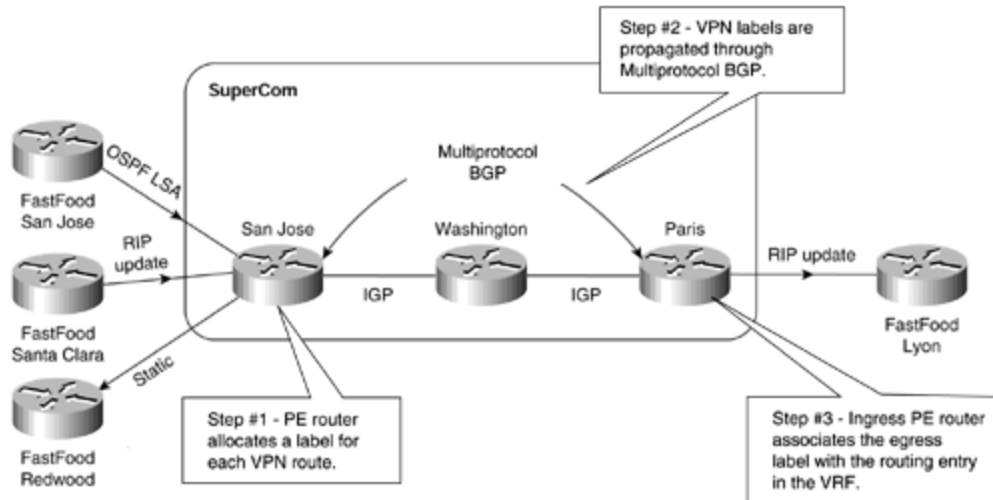 Step #2 - VPN labels are
propagated through
Multiprotocol BGP.
SuperCom
Multiprotocol
BGP
OSPF LSA
FastFood
San Jose
San Jose
Washington
Paris
RIP
update
RIP update
IGP
IGP
FastFood
Santa Clara
FastFood
Lyon
Static
Step #1 - PE router
allocates a label for
each VPN route.
Step #3 - Ingress PE router
associates the egress
label with the routing entry
in the VRF.
FastFood
Redwood